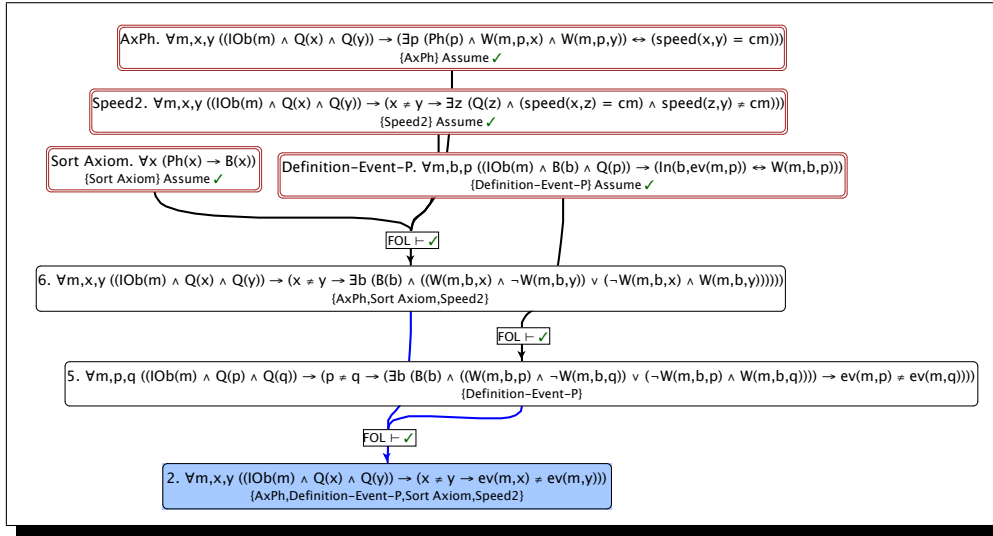 AxPh. ∀m,x,y ((IOb(m) ∧ Q(x) ∧ Q(y)) → (∃p (Ph(p) ∧ W(m,p,x) ∧ W(m,p,y)) ↔ (speed(x,y) = cm)))
{AxPh} Assume ✓
Speed2. ∀m,x,y ((IOb(m) ∧ Q(x) ∧ Q(y)) → (x ≠ y → ∃z (Q(z) ∧ (speed(x,z) = cm) ∧ speed(z,y) ≠ cm)))
{Speed2} Assume ✓
Sort Axiom. ∀x (Ph(x) → B(x))
{Sort Axiom} Assume ✓
Definition-Event-P. ∀m,b,p ((IOb(m) ∧ B(b) ∧ Q(p)) → (In(b,ev(m,p)) ↔ W(m,b,p)))
{Definition-Event-P} Assume ✓
FOL ⊢ ✓
6. ∀m,x,y ((IOb(m) ∧ Q(x) ∧ Q(y)) → (x ≠ y → ∃b (B(b) ∧ ((W(m,b,x) ∧ ¬W(m,b,y)) ∨ (¬W(m,b,x) ∧ W(m,b,y))))))
{AxPh,Sort Axiom,Speed2}
FOL ⊢ ✓
5. ∀m,p,q ((IOb(m) ∧ Q(p) ∧ Q(q)) → (p ≠ q → (∃b (B(b) ∧ ((W(m,b,p) ∧ ¬W(m,b,q)) ∨ (¬W(m,b,p) ∧ W(m,b,q)))) → ev(m,p) ≠ ev(m,q))))
{Definition-Event-P}
FOL ⊢ ✓
2. ∀m,x,y ((IOb(m) ∧ Q(x) ∧ Q(y)) → (x ≠ y → ev(m,x) ≠ ev(m,y)))
{AxPh,Definition-Event-P,Sort Axiom,Speed2}